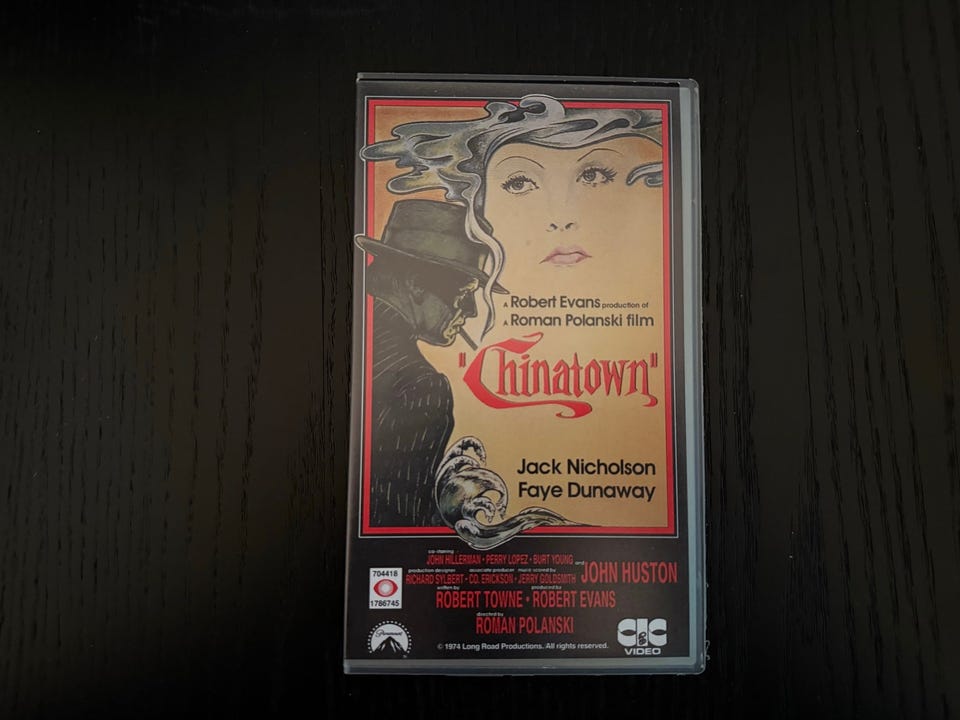 A Robert Evans production of
A Roman Polanski film
"Chinatown"
Jack Nicholson
Faye Dunaway
co-starring
JOHN HILLERMAN · PERRY LOPEZ · BURT YOUNG and JOHN HUSTON
production designer associate producer music scored by
RICHARD SYLBERT · C.O. ERICKSON · JERRY GOLDSMITH
written by produced by
ROBERT TOWNE · ROBERT EVANS
directed by
ROMAN POLANSKI
704418
1786745
Paramount
© 1974 Long Road Productions. All rights reserved.
CIC
VIDEO